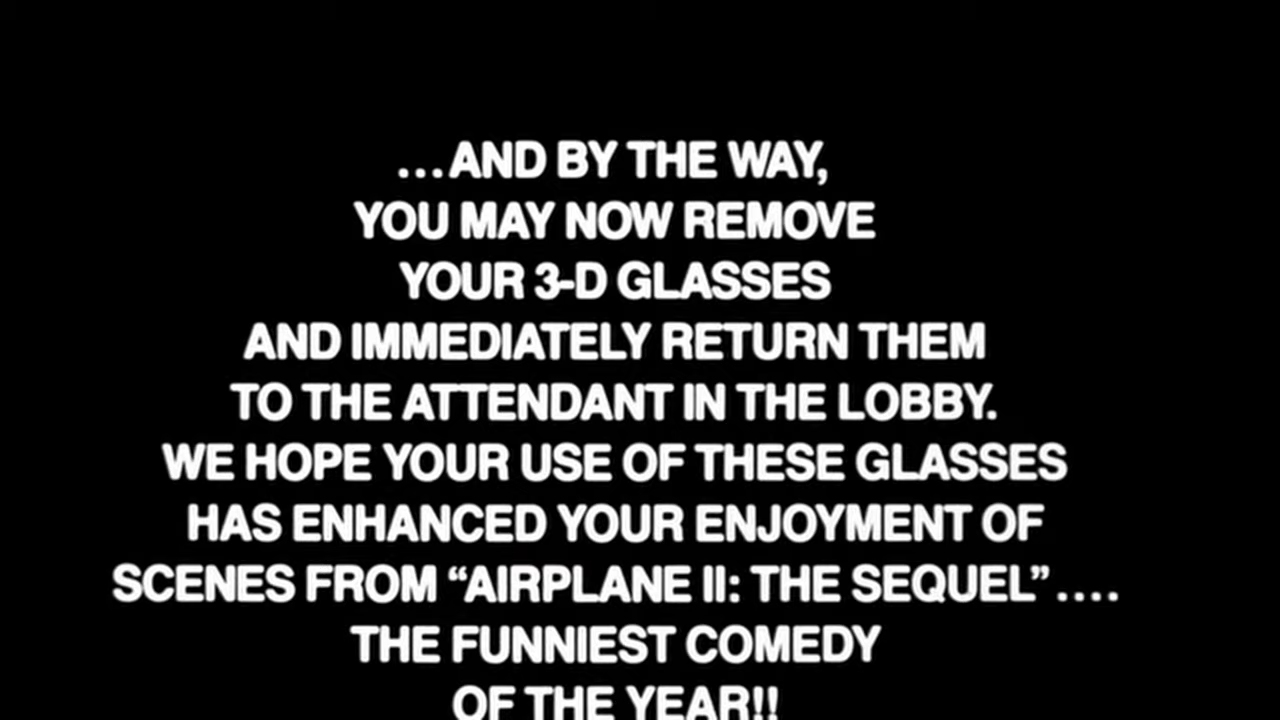 ...AND BY THE WAY,
YOU MAY NOW REMOVE
YOUR 3-D GLASSES
AND IMMEDIATELY RETURN THEM
TO THE ATTENDANT IN THE LOBBY.
WE HOPE YOUR USE OF THESE GLASSES
HAS ENHANCED YOUR ENJOYMENT OF
SCENES FROM “AIRPLANE II: THE SEQUEL”....
THE FUNNIEST COMEDY
OF THE YEAR!!